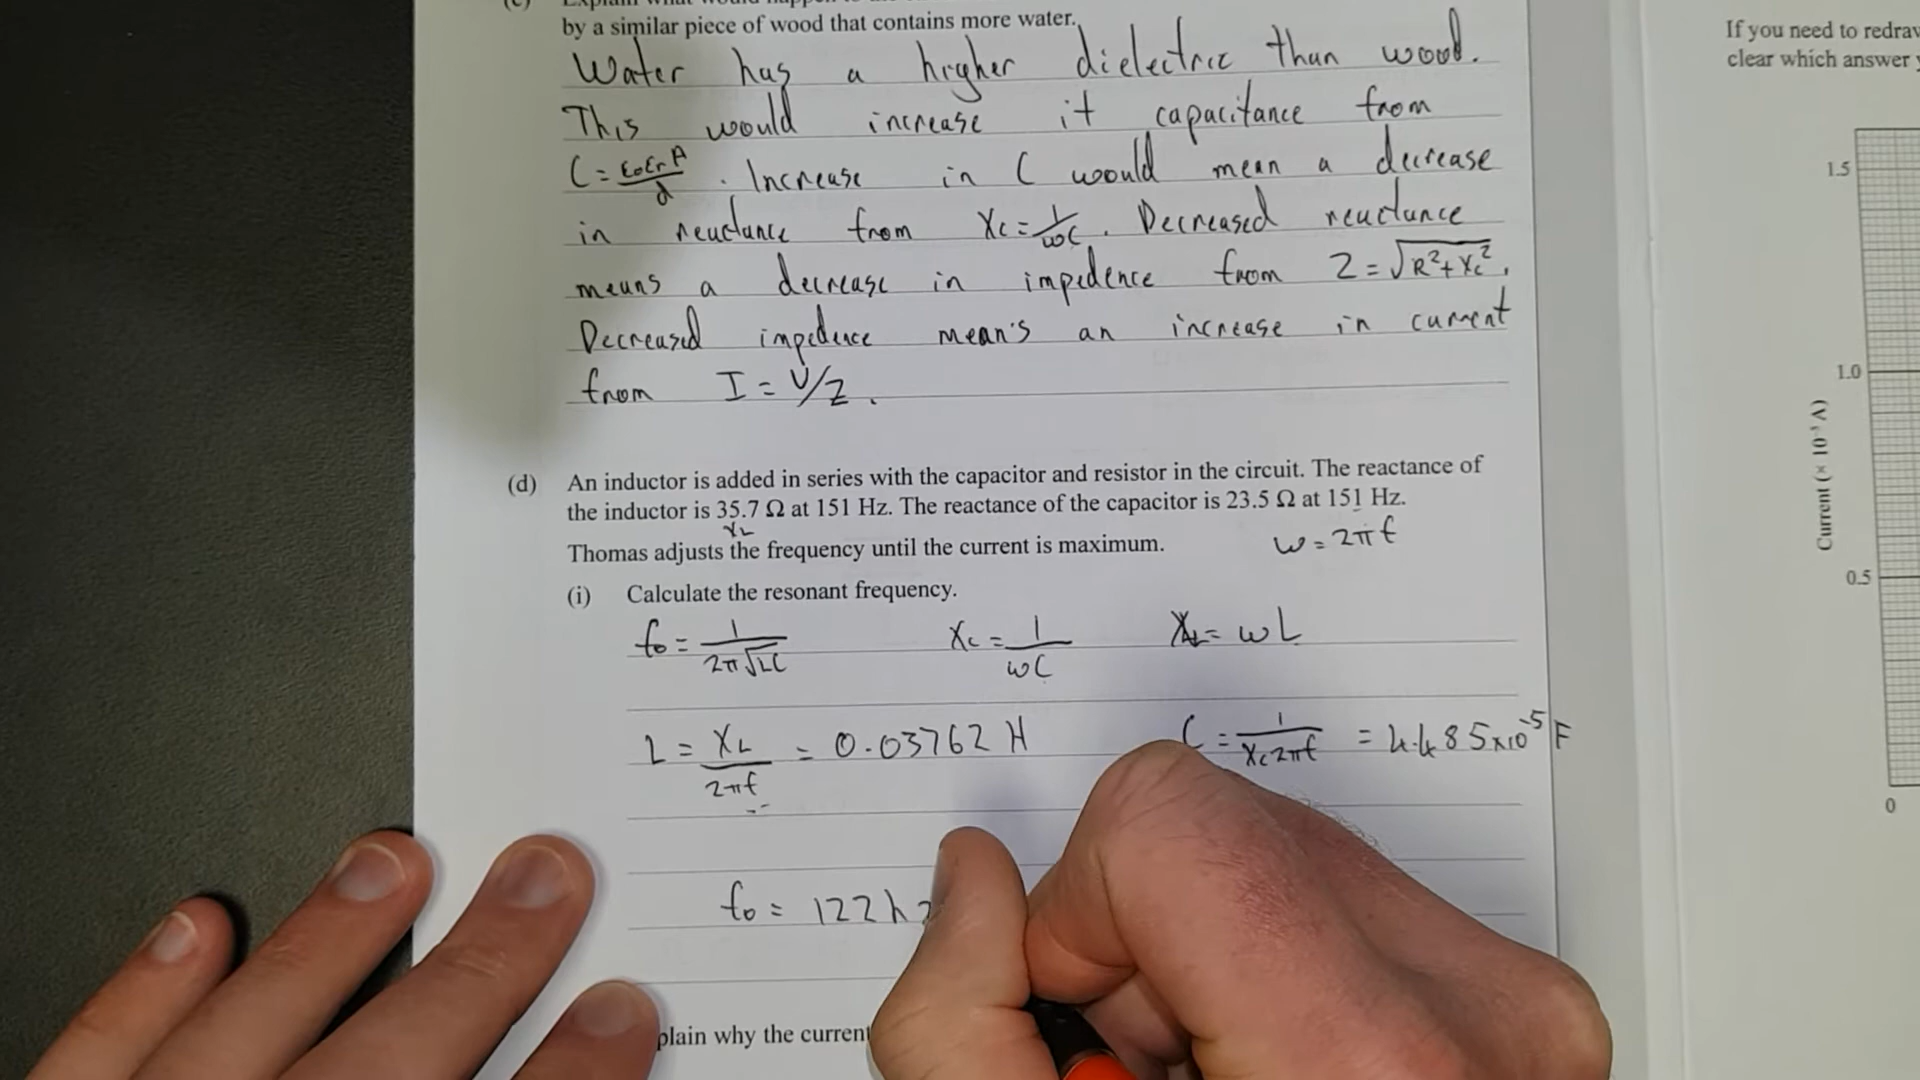 by a similar piece of wood that contains more water.
Water has a higher dielectric than wood.
This would increase it capacitance from
C = ε₀εᵣA/d . Increase in C would mean a decrease
in reactance from Xc = 1/ωC . Decreased reactance
means a decrease in impedence from Z = √R²+Xc² .
Decreased impedence mean's an increase in current
from I = V/Z .
(d) An inductor is added in series with the capacitor and resistor in the circuit. The reactance of
the inductor is 35.7 Ω at 151 Hz. The reactance of the capacitor is 23.5 Ω at 151 Hz.
XL
Thomas adjusts the frequency until the current is maximum.
ω = 2πf
(i) Calculate the resonant frequency.
f₀ = 1/2π√LC Xc = 1/ωC XL = ωL
L = XL/2πf = 0.03762 H C = 1/Xc2πf = 4.485x10⁻⁵ F
f₀ = 122hz
plain why the current
If you need to redraw
clear which answer
1.5
1.0
Current (× 10⁻³ A)
0.5
0